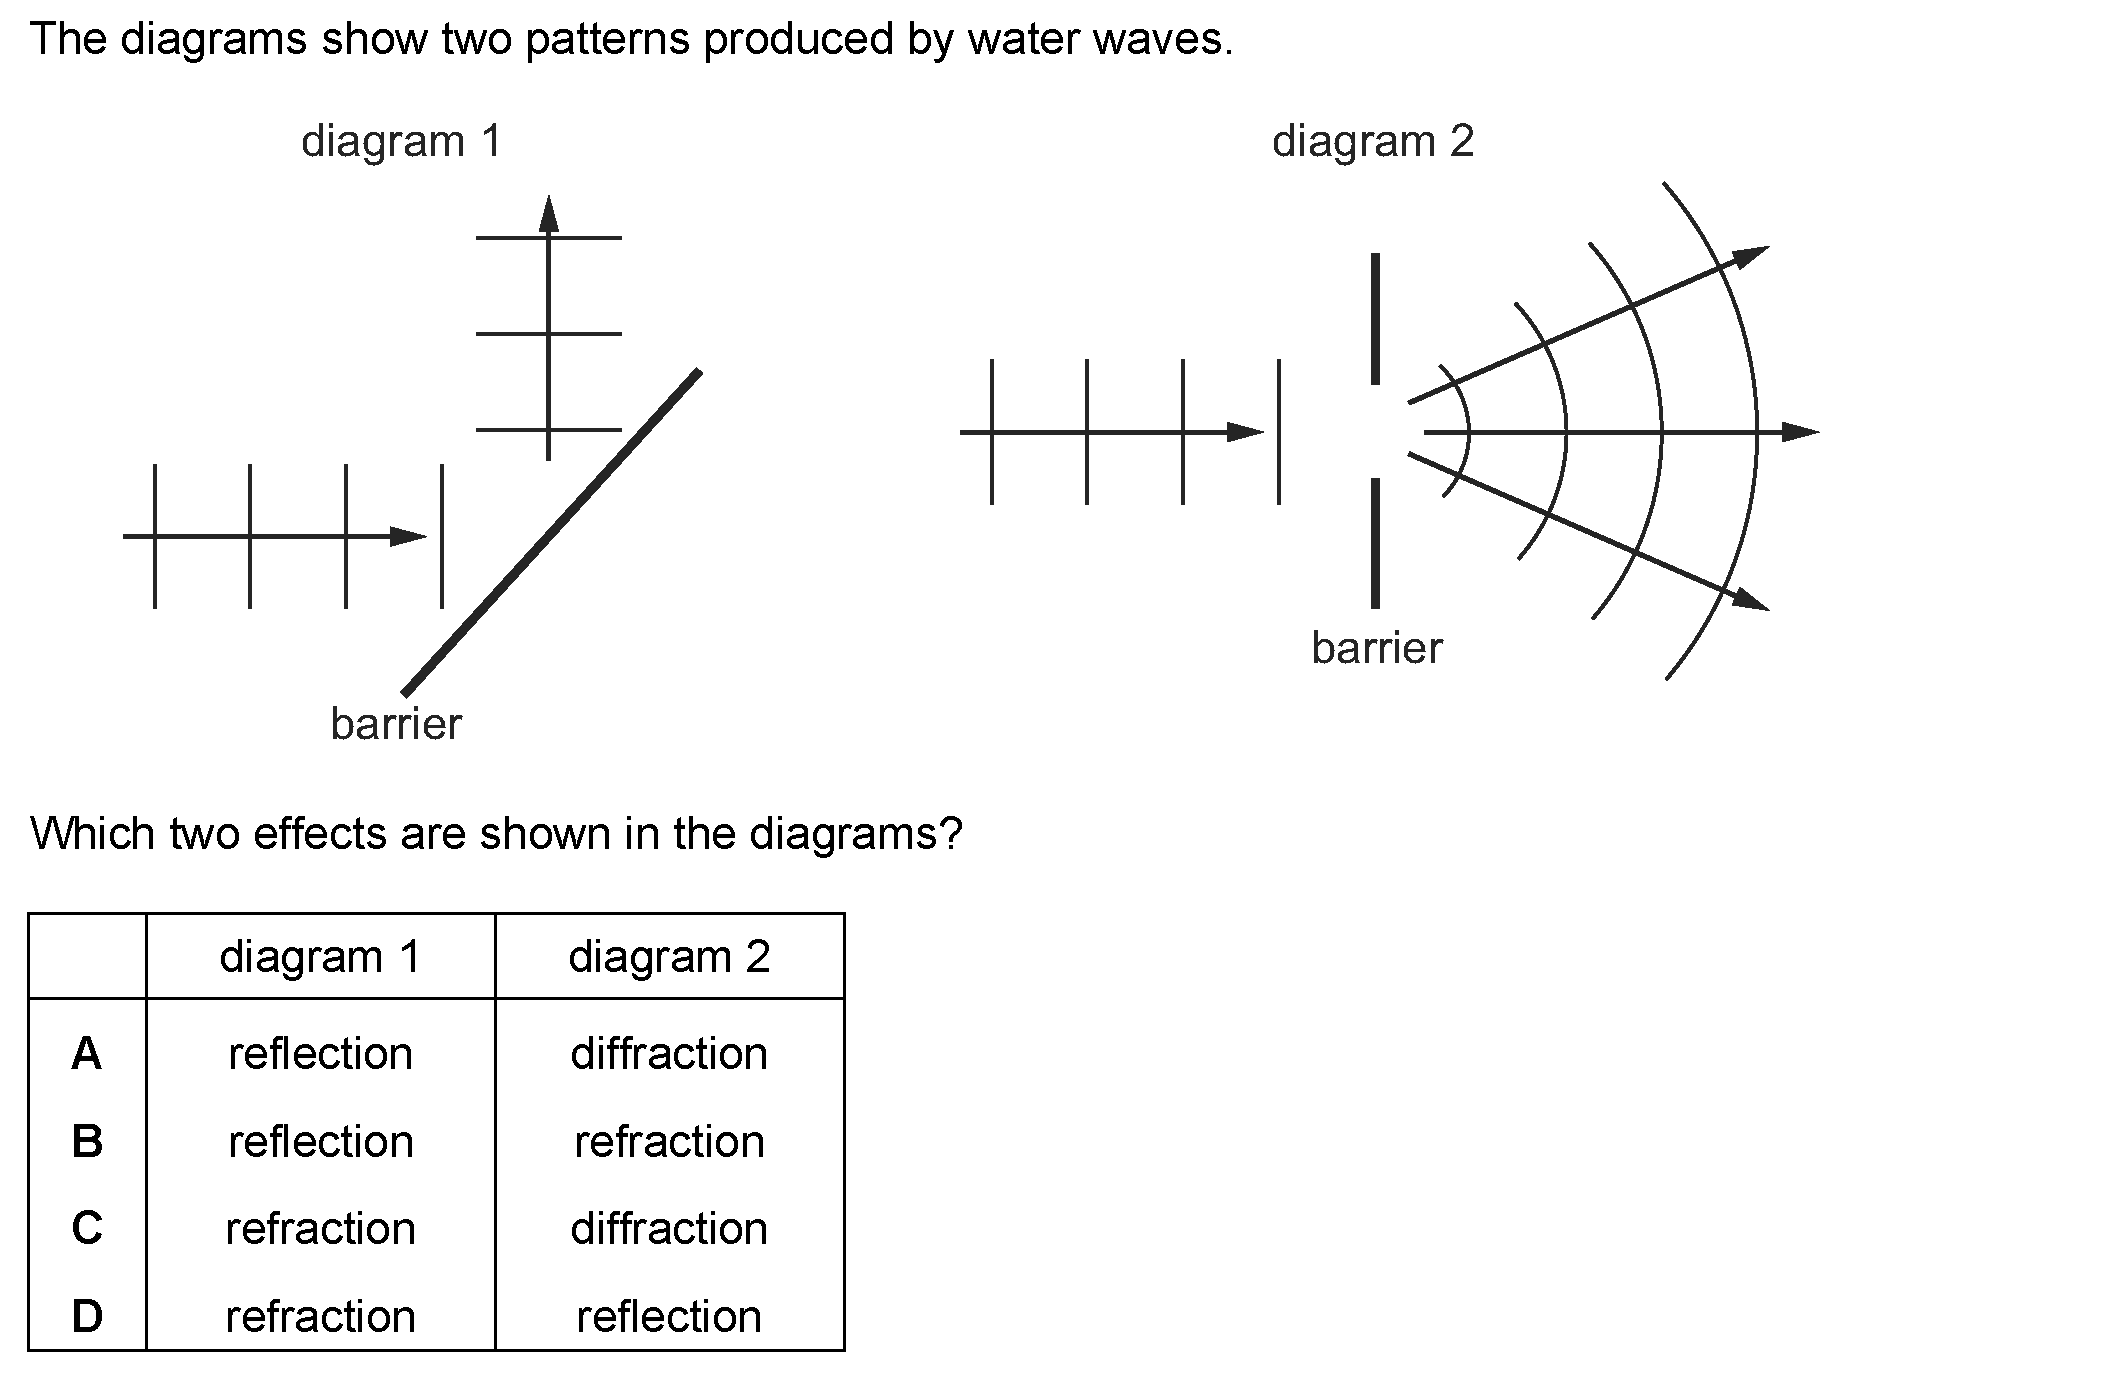 The diagrams show two patterns produced by water waves.
diagram 1
diagram 2
barrier
barrier
Which two effects are shown in the diagrams?
diagram 1 diagram 2
A reflection diffraction
B reflection refraction
C refraction diffraction
D refraction reflection